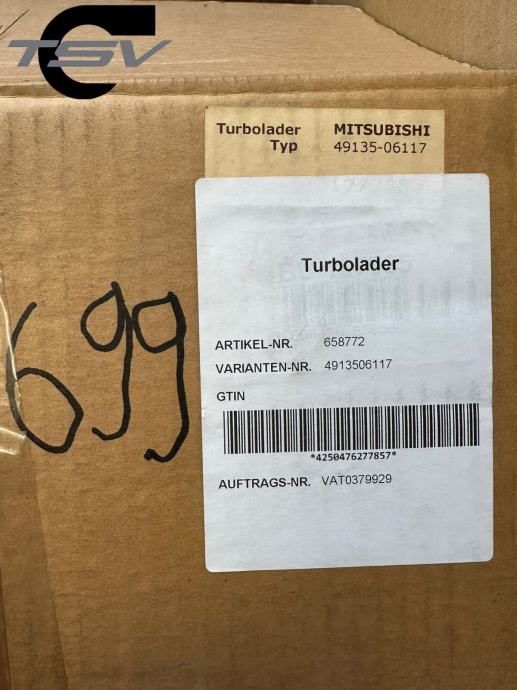 TSV
Turbolader MITSUBISHI
Typ 49135-06117
Turbolader
ARTIKEL-NR. 658772
VARIANTEN-NR. 4913506117
GTIN
*4250476277857*
AUFTRAGS-NR. VAT0379929
699